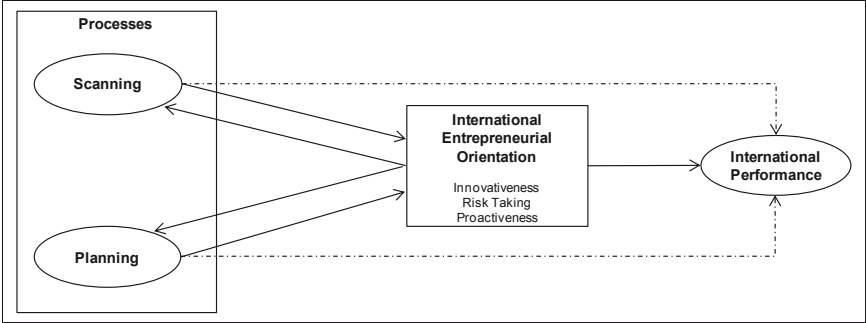 Processes
Scanning
International
Entrepreneurial
Orientation
Innovativeness
Risk Taking
Proactiveness
International
Performance
Planning